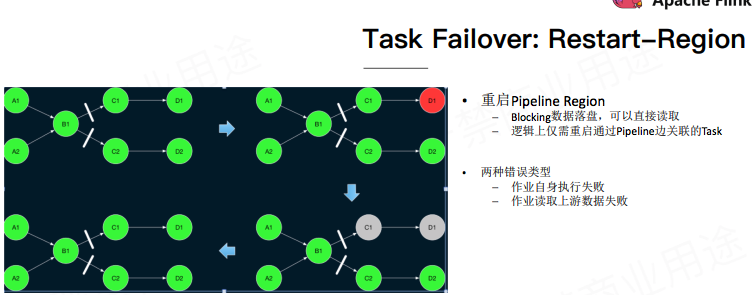 Apache Flink
Task Failover: Restart-Region
• 重启Pipeline Region
– Blocking数据落盘，可以直接读取
– 逻辑上仅需重启通过Pipeline边关联的Task
• 两种错误类型
– 作业自身执行失败
– 作业读取上游数据失败
A1 C1 D1 A1 C1 D1
B1 B1
A2 C2 D2 A2 C2 D2
A1 C1 D1 A1 C1 D1
B1 B1
A2 C2 D2 A2 C2 D2